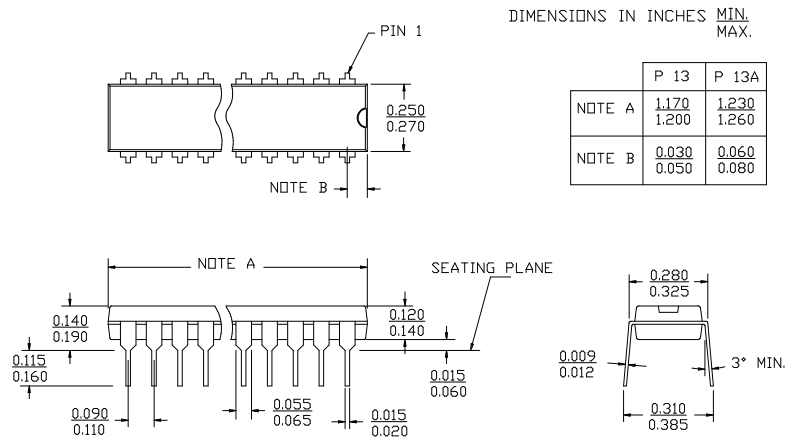 DIMENSIONS IN INCHES MIN.
MAX.
PIN 1
P 13 P 13A
NOTE A 1.170 1.230
1.200 1.260
NOTE B 0.030 0.060
0.050 0.080
0.250
0.270
NOTE B
NOTE A
SEATING PLANE
0.280
0.325
0.140
0.190
0.120
0.140
0.115
0.160
0.015
0.060
0.009
0.012
3° MIN.
0.090
0.110
0.055
0.065
0.015
0.020
0.310
0.385